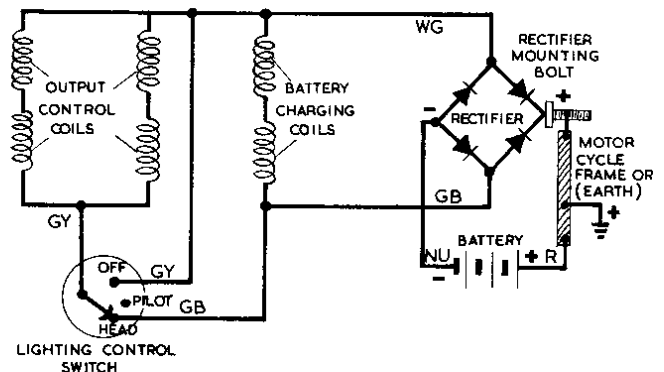 WG
RECTIFIER
MOUNTING
BOLT
+
-
RECTIFIER
GY
OUTPUT
CONTROL
COILS
BATTERY
CHARGING
COILS
MOTOR
CYCLE
FRAME OR
(EARTH)
+
GY
GB
OFF
GY
PILOT
GB
HEAD
NU
BATTERY
-
+ R
LIGHTING CONTROL
SWITCH